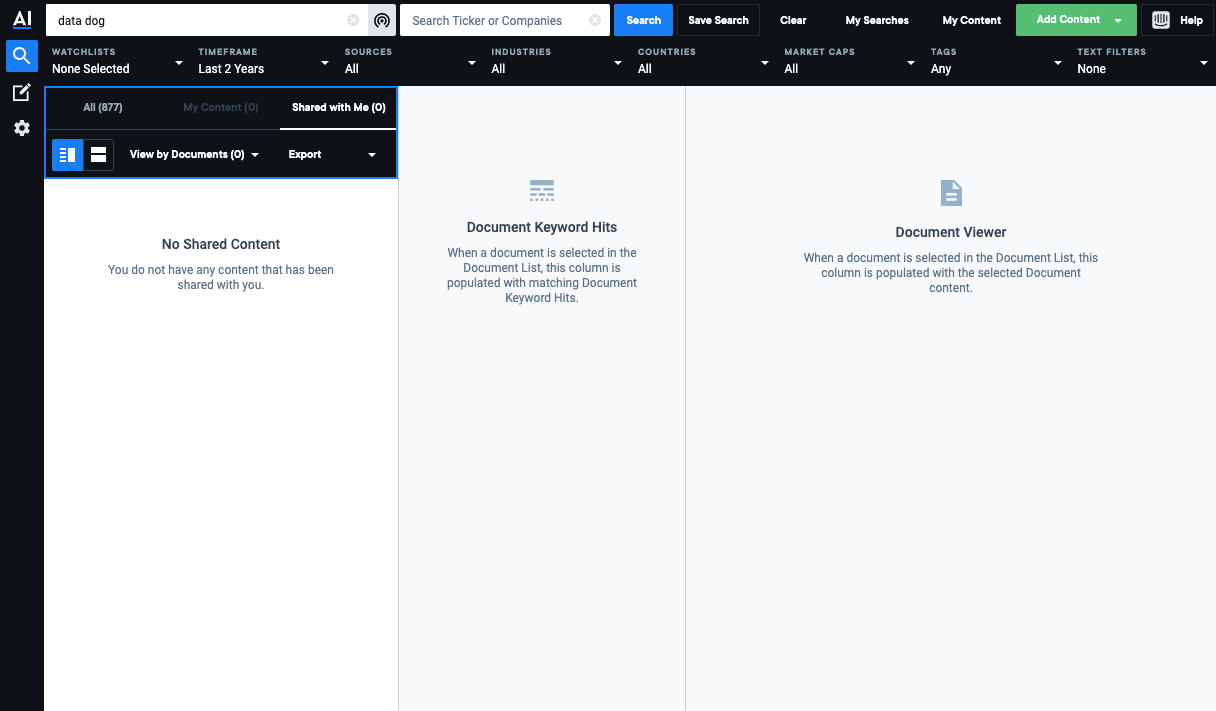 AI
data dog
Search Ticker or Companies
Search
Save Search
Clear
My Searches
My Content
Add Content
Help
WATCHLISTS
None Selected
TIMEFRAME
Last 2 Years
SOURCES
All
INDUSTRIES
All
COUNTRIES
All
MARKET CAPS
All
TAGS
Any
TEXT FILTERS
None
All (877)
My Content (0)
Shared with Me (0)
View by Documents (0)
Export
No Shared Content
You do not have any content that has been
shared with you.
Document Keyword Hits
When a document is selected in the
Document List, this column is
populated with matching Document
Keyword Hits.
Document Viewer
When a document is selected in the Document List, this
column is populated with the selected Document
content.